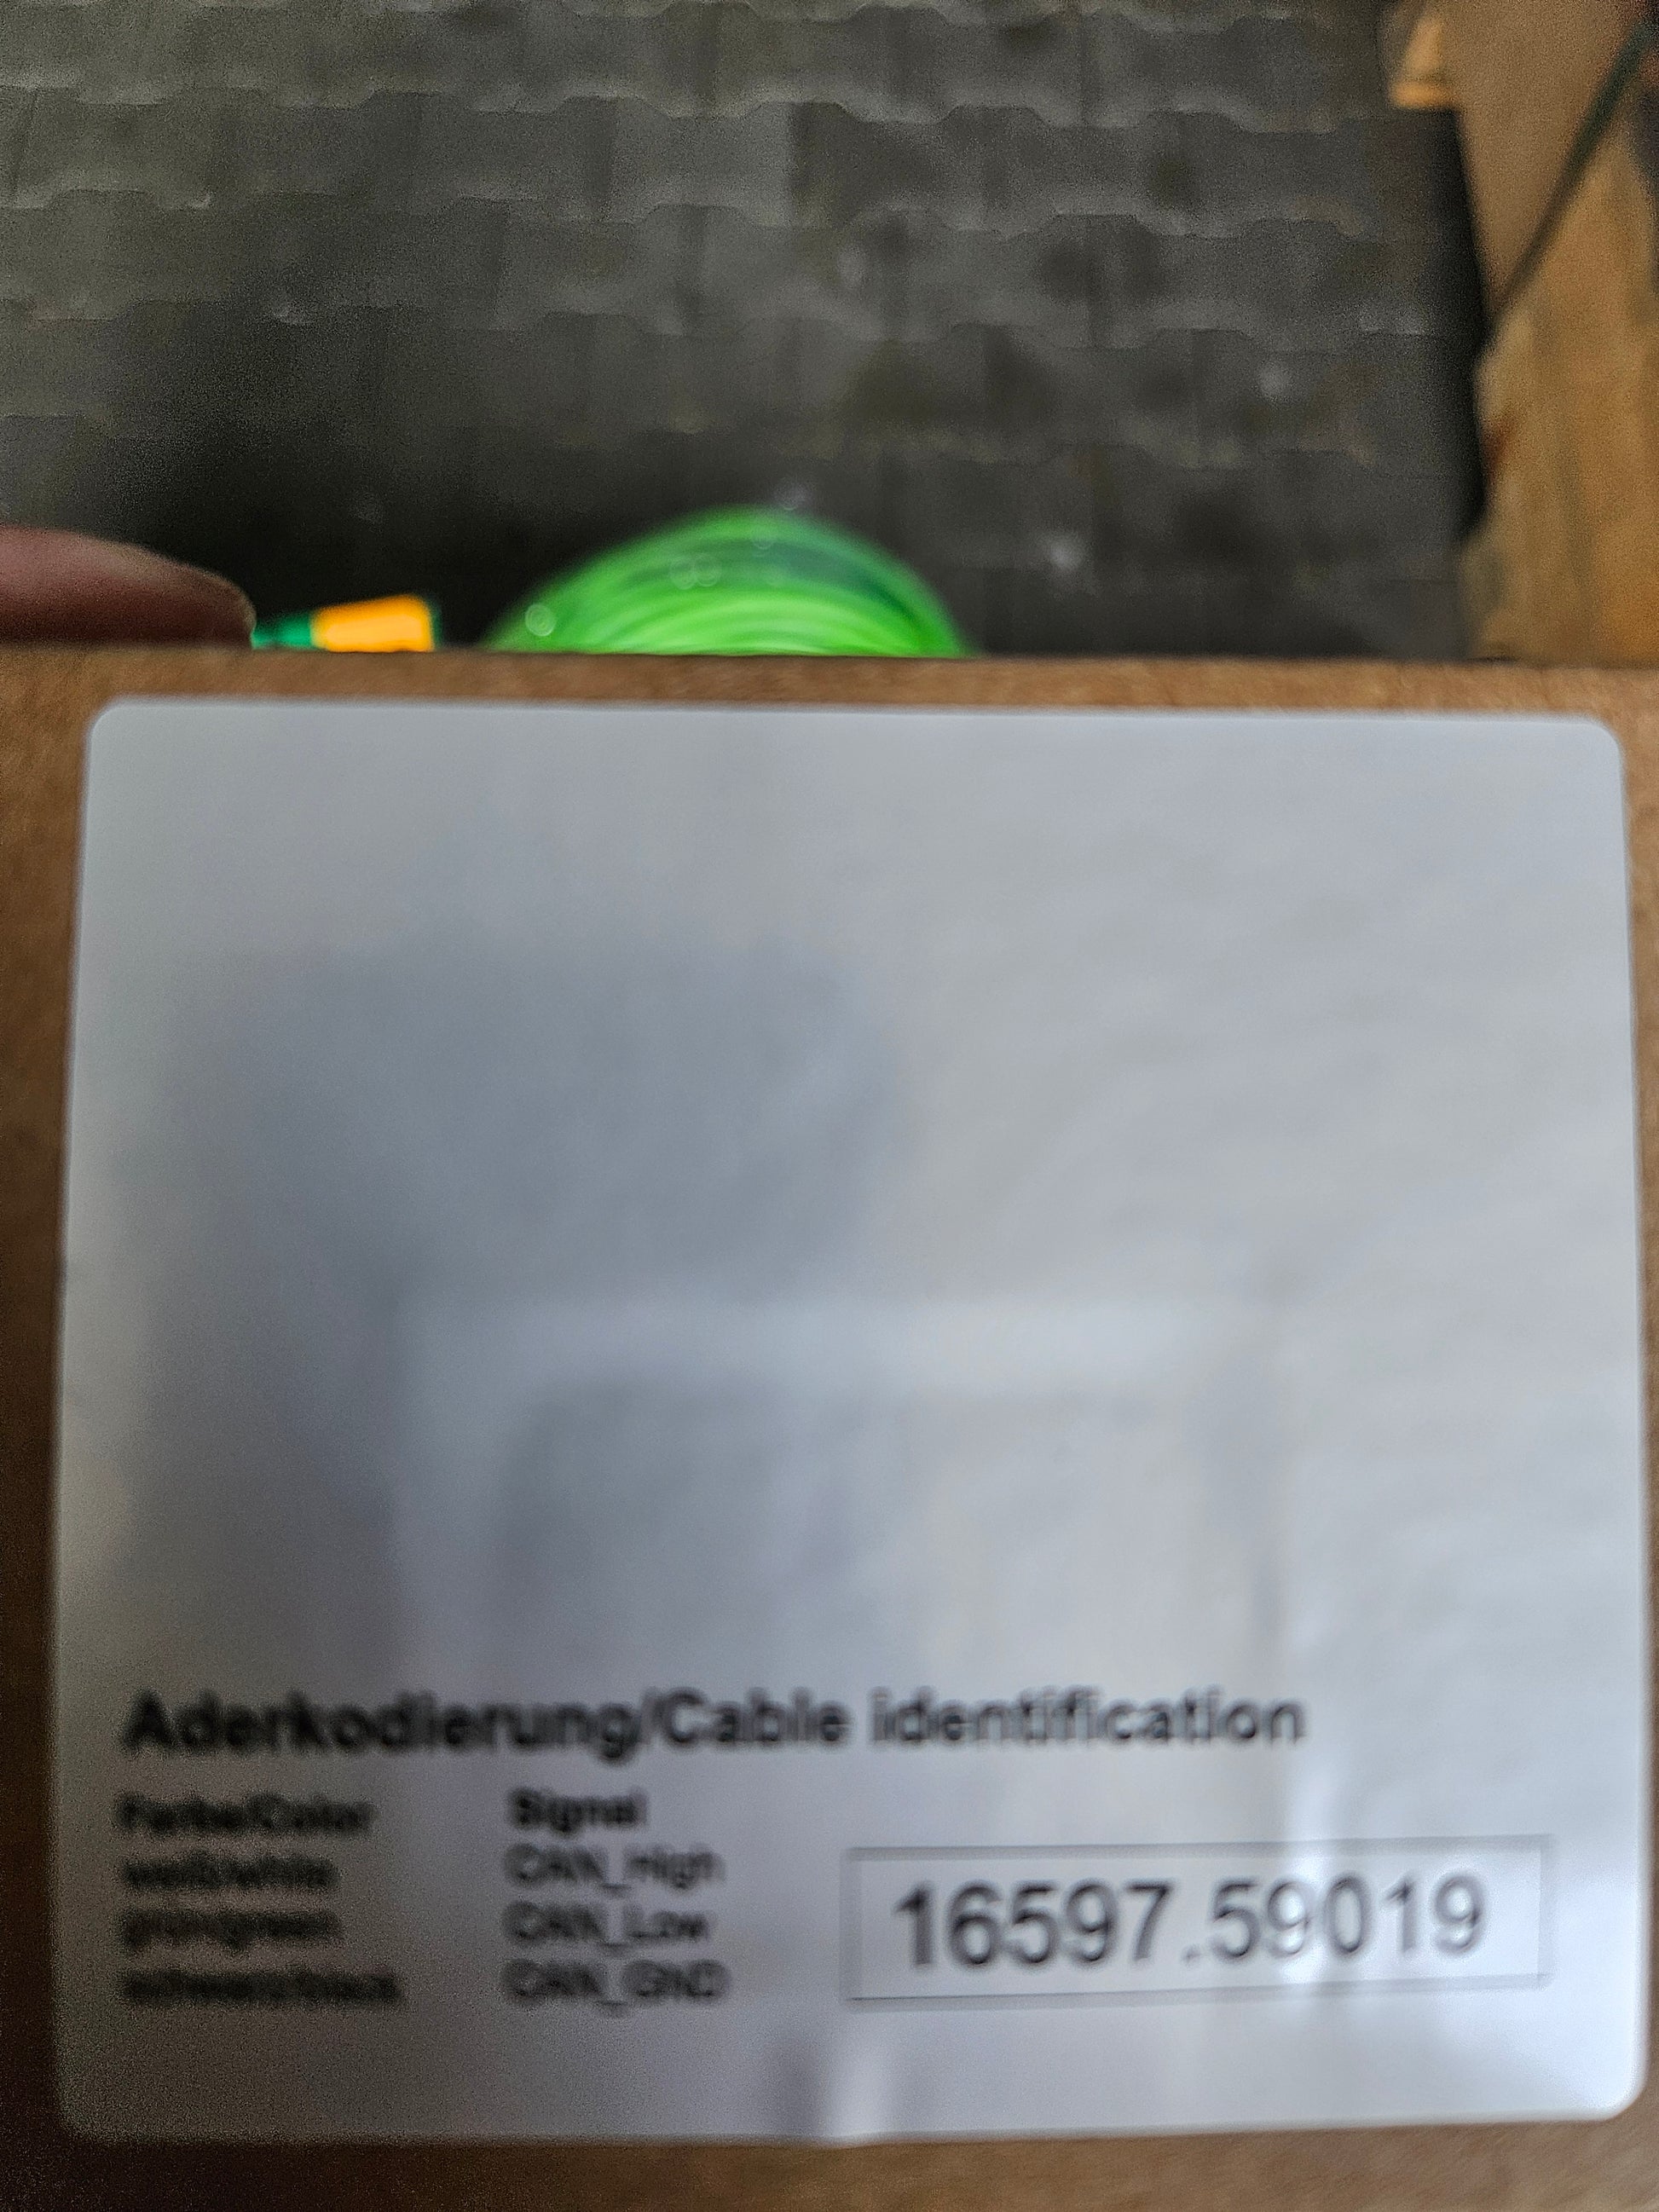 Aderkodierung/Cable identification
Farbe/Color Signal
weiß/white CAN_High
grün/green CAN_Low
schwarz/black CAN_GND
16597.59019